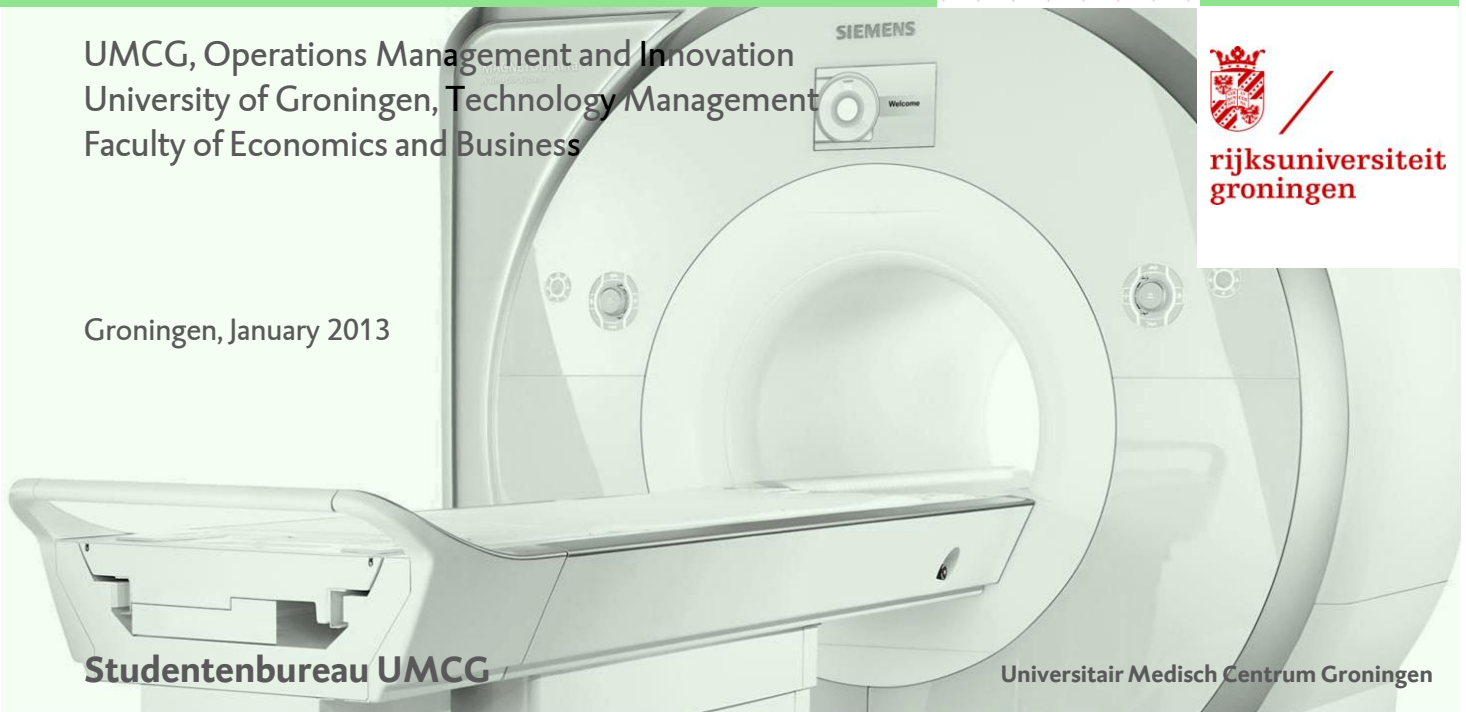 UMCG, Operations Management and Innovation
University of Groningen, Technology Management
Faculty of Economics and Business
SIEMENS
Welcome
rijksuniversiteit
groningen
Groningen, January 2013
Studentenbureau UMCG
Universitair Medisch Centrum Groningen